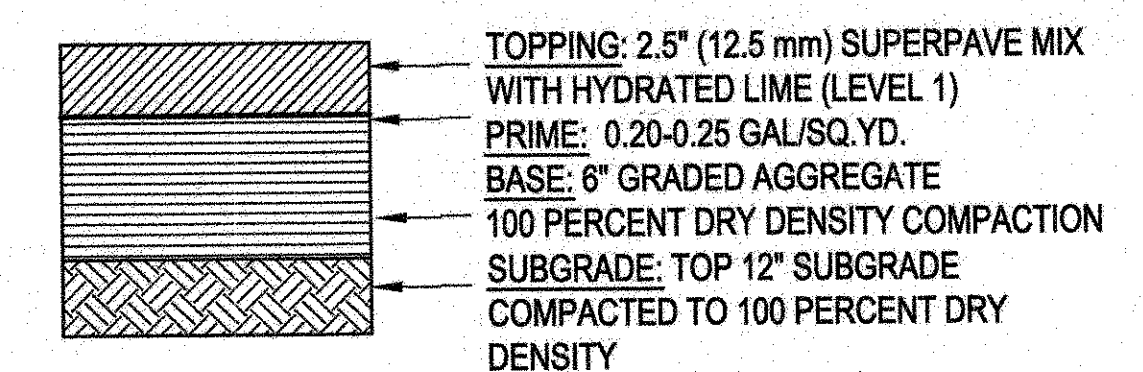 TOPPING: 2.5" (12.5 mm) SUPERPAVE MIX
WITH HYDRATED LIME (LEVEL 1)
PRIME: 0.20-0.25 GAL/SQ.YD.
BASE: 6" GRADED AGGREGATE
100 PERCENT DRY DENSITY COMPACTION
SUBGRADE: TOP 12" SUBGRADE
COMPACTED TO 100 PERCENT DRY
DENSITY